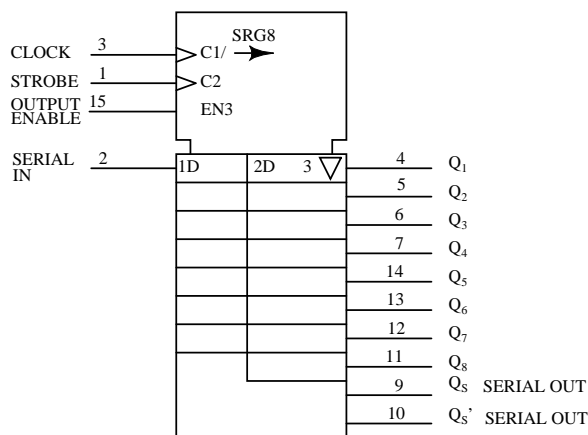 SRG8
CLOCK 3 C1/
STROBE 1 C2
OUTPUT ENABLE 15 EN3
SERIAL IN 2 1D 2D 3 4 Q1
5 Q2
6 Q3
7 Q4
14 Q5
13 Q6
12 Q7
11 Q8
9 QS SERIAL OUT
10 QS' SERIAL OUT